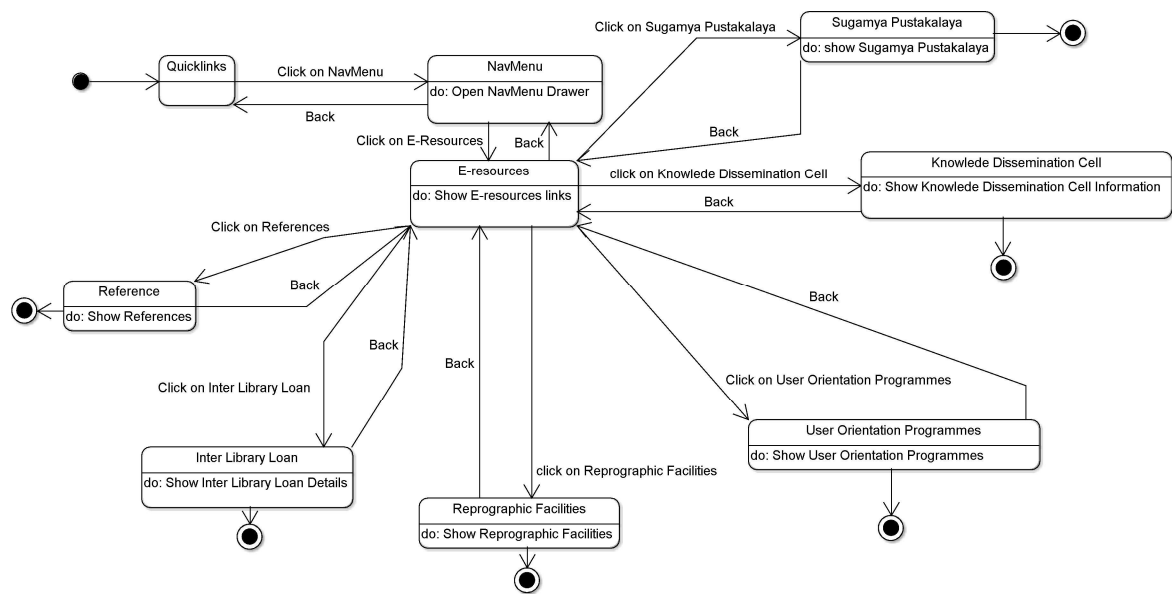 Click on Sugamya Pustakalaya
Sugamya Pustakalaya
do: show Sugamya Pustakalaya
Quicklinks
Click on NavMenu
NavMenu
do: Open NavMenu Drawer
Back
Back
Click on E-Resources
Back
E-resources
do: Show E-resources links
click on Knowlede Dissemination Cell
Back
Knowlede Dissemination Cell
do: Show Knowlede Dissemination Cell Information
Click on References
Reference
do: Show References
Back
Back
Click on Inter Library Loan
Back
Back
Click on User Orientation Programmes
User Orientation Programmes
do: Show User Orientation Programmes
Inter Library Loan
do: Show Inter Library Loan Details
click on Reprographic Facilities
Reprographic Facilities
do: Show Reprographic Facilities